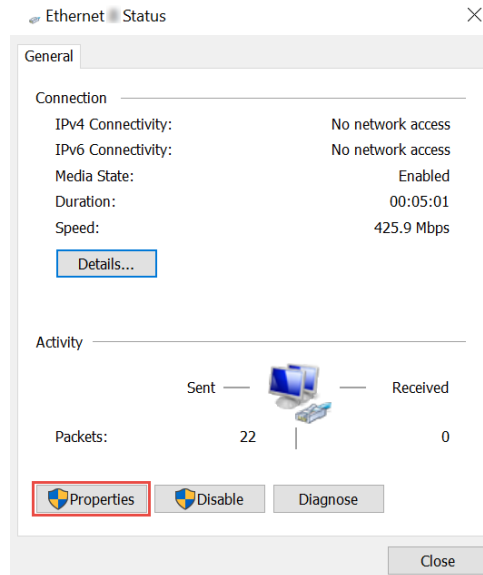 Ethernet Status
General
Connection
IPv4 Connectivity: No network access
IPv6 Connectivity: No network access
Media State: Enabled
Duration: 00:05:01
Speed: 425.9 Mbps
Details...
Activity
Sent Received
Packets: 22 0
Properties Disable Diagnose
Close